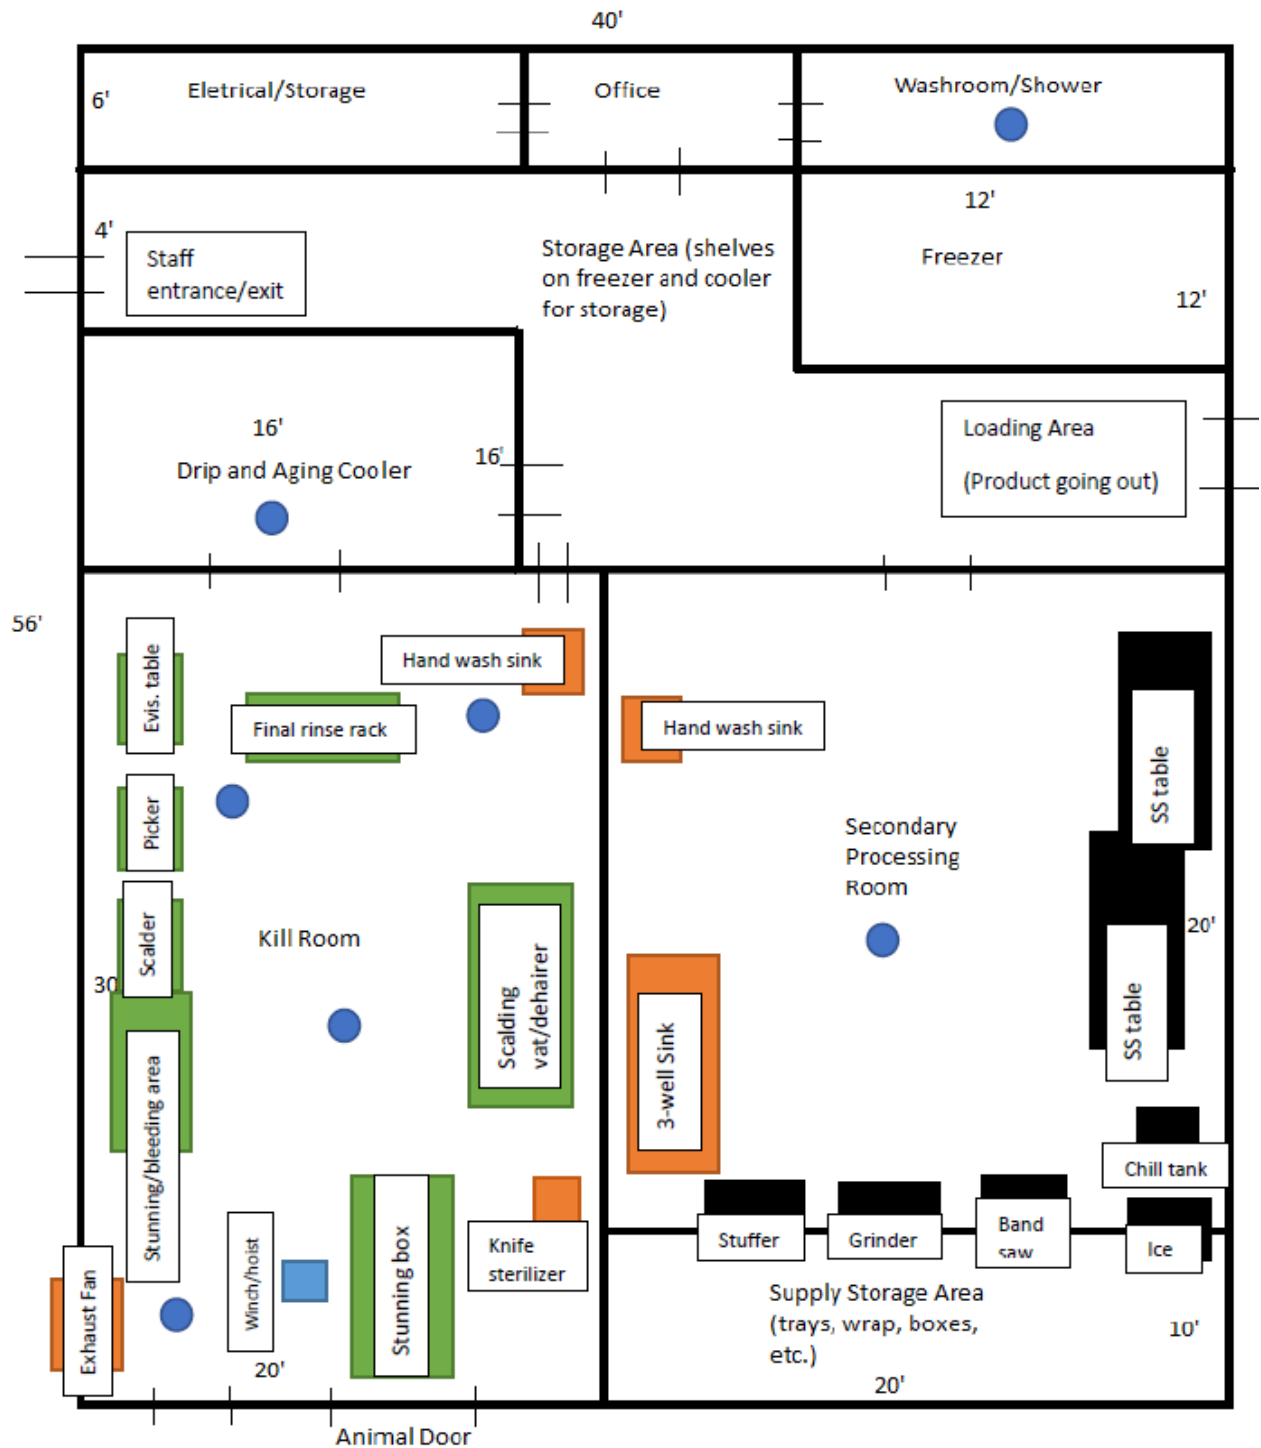 40'
6'
Eletrical/Storage
Office
Washroom/Shower
4'
Staff
entrance/exit
Storage Area (shelves
on freezer and cooler
for storage)
12'
Freezer
12'
16'
Drip and Aging Cooler
16'
Loading Area
(Product going out)
56'
Evis. table
Hand wash sink
Final rinse rack
Hand wash sink
Picker
SS table
Secondary
Processing
Room
Scalder
Kill Room
30
20'
Scalding
vat/dehairer
3-well Sink
SS table
Stunning/bleeding area
Chill tank
Winch/hoist
Stunning box
Knife
sterilizer
Stuffer
Grinder
Band
saw
Ice
Exhaust Fan
Supply Storage Area
(trays, wrap, boxes,
etc.)
10'
20'
20'
Animal Door